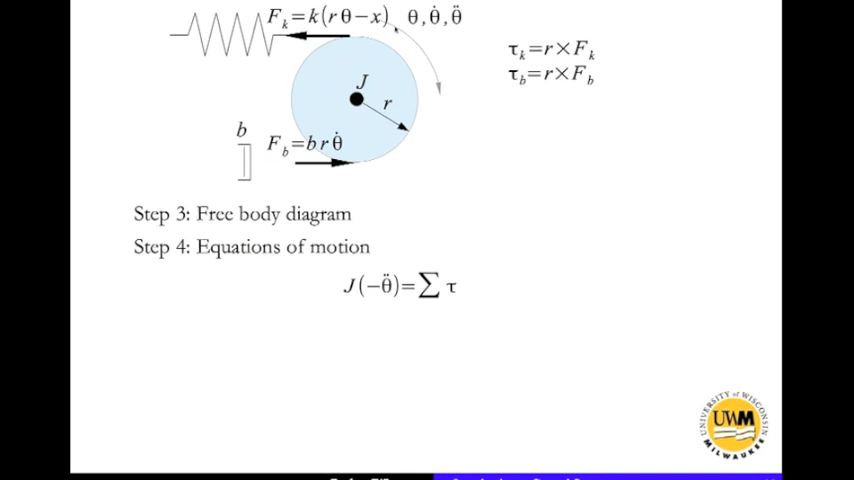 F_k=k(rθ−x) θ,θ̇,θ̈
τ_k=r×F_k
τ_b=r×F_b
J
r
b
F_b=brθ̇
Step 3: Free body diagram
Step 4: Equations of motion
J(−θ̈)=∑τ
UNIVERSITY of WISCONSIN
UWM
MILWAUKEE